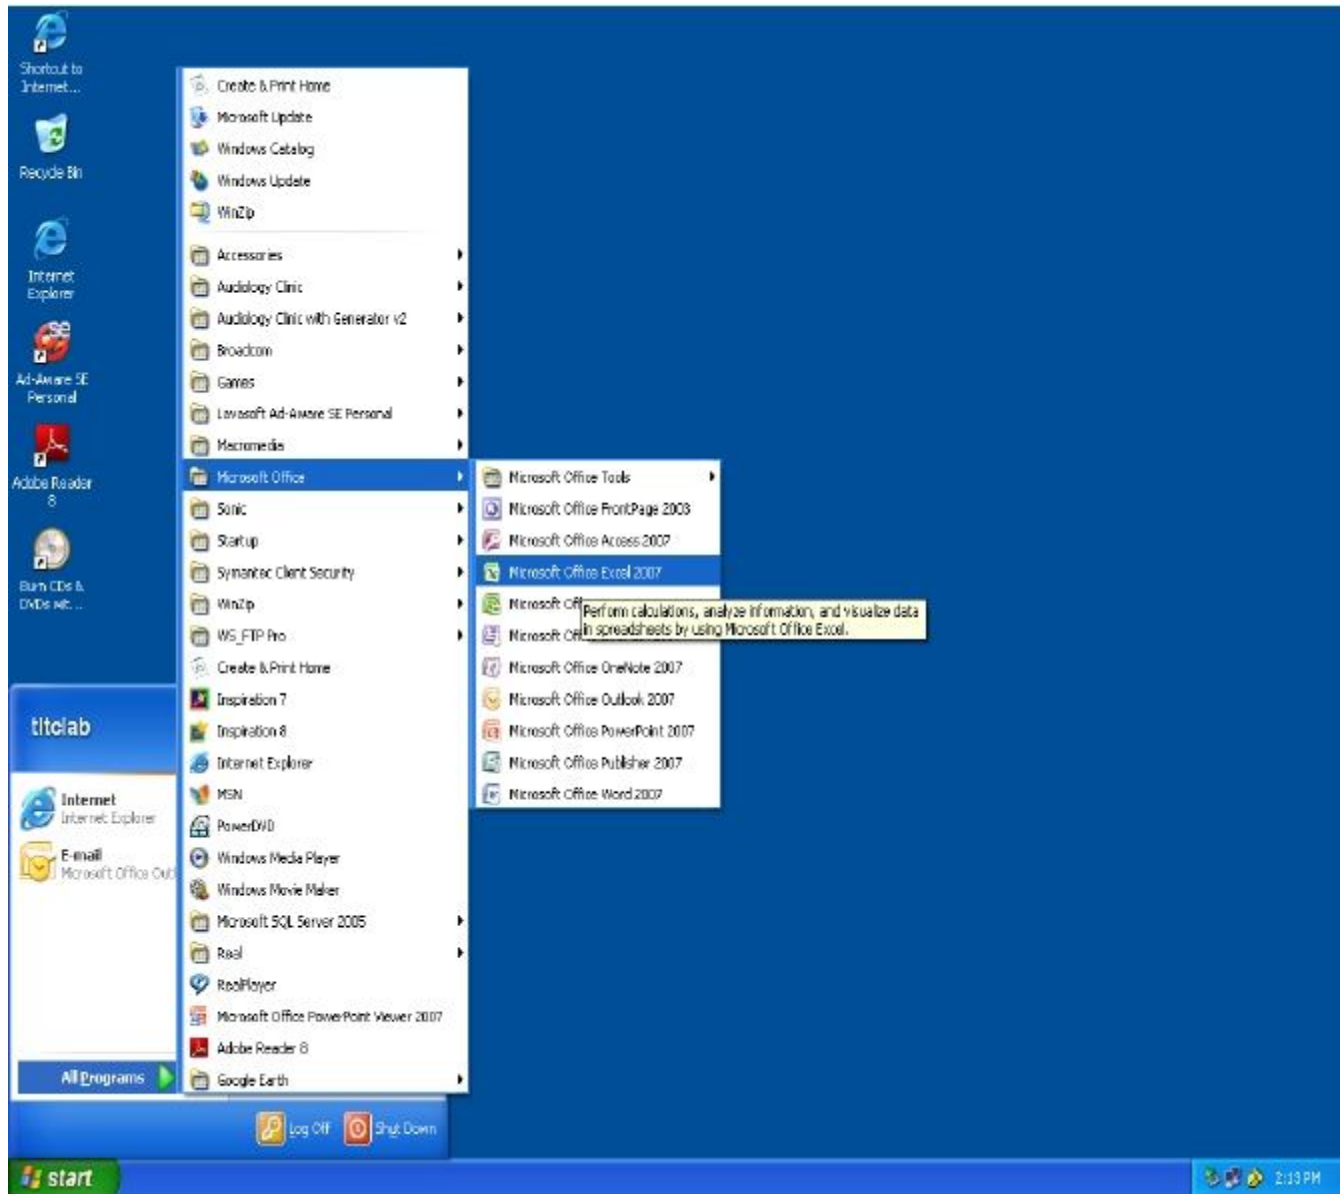 Shortcut to
Internet...
Recycle Bin
Internet
Explorer
Ad-Aware SE
Personal
Adobe Reader
8
Burn CDs &
DVDs wit...
Create & Print Home
Microsoft Update
Windows Catalog
Windows Update
WinZip
Accessories
Audiology Clinic
Audiology Clinic with Generator v2
Broadcom
Games
Lavasoft Ad-Aware SE Personal
Macromedia
Microsoft Office
Sonic
Startup
Symantec Client Security
WinZip
WS_FTP Pro
Create & Print Home
Inspiration 7
Inspiration 8
Internet Explorer
MSN
PowerDVD
Windows Media Player
Windows Movie Maker
Microsoft SQL Server 2005
Real
RealPlayer
Microsoft Office PowerPoint Viewer 2007
Adobe Reader 8
Google Earth
Microsoft Office Tools
Microsoft Office FrontPage 2003
Microsoft Office Access 2007
Microsoft Office Excel 2007
Microsoft Off
Perform calculations, analyze information, and visualize data
in spreadsheets by using Microsoft Office Excel.
Microsoft Off
Microsoft Office OneNote 2007
Microsoft Office Outlook 2007
Microsoft Office PowerPoint 2007
Microsoft Office Publisher 2007
Microsoft Office Word 2007
tltclab
Internet
Internet Explorer
E-mail
Microsoft Office Outl
All Programs
Log Off
Shut Down
start
2:13 PM